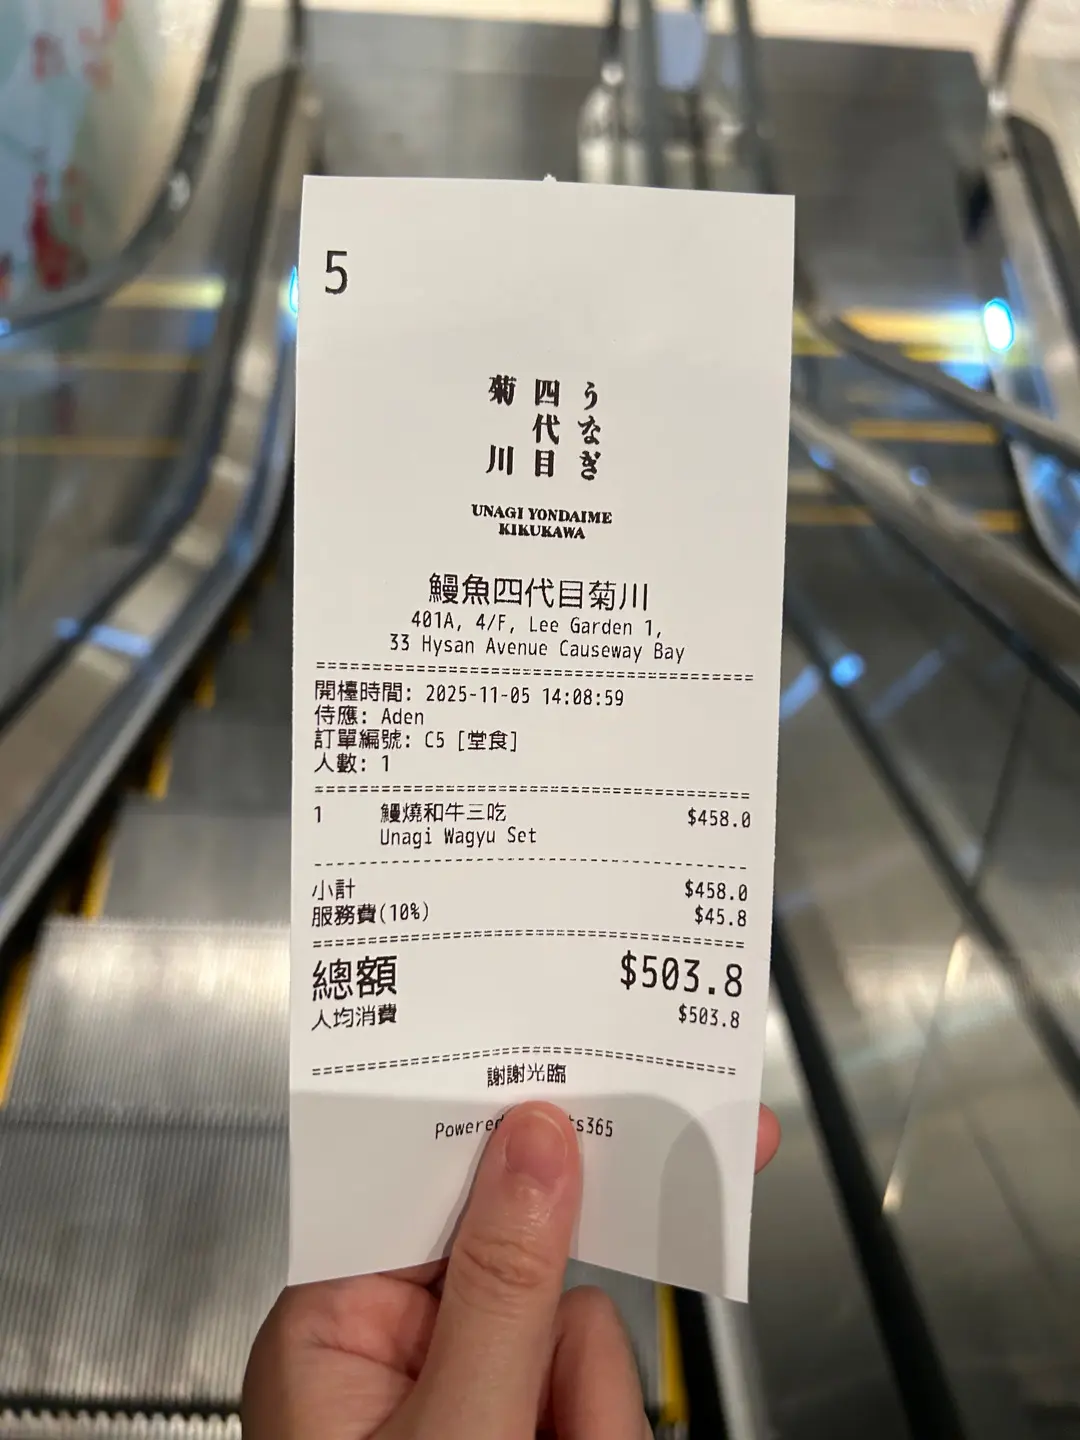 5
うなぎ
四代目
菊川
UNAGI YONDAIME
KIKUKAWA
鰻魚四代目菊川
401A, 4/F, Lee Garden 1,
33 Hysan Avenue Causeway Bay
開檯時間: 2025-11-05 14:08:59
侍應: Aden
訂單編號: C5 [堂食]
人數: 1
1 鰻燒和牛三吃 $458.0
Unagi Wagyu Set
小計 $458.0
服務費(10%) $45.8
總額 $503.8
人均消費 $503.8
謝謝光臨
Powered